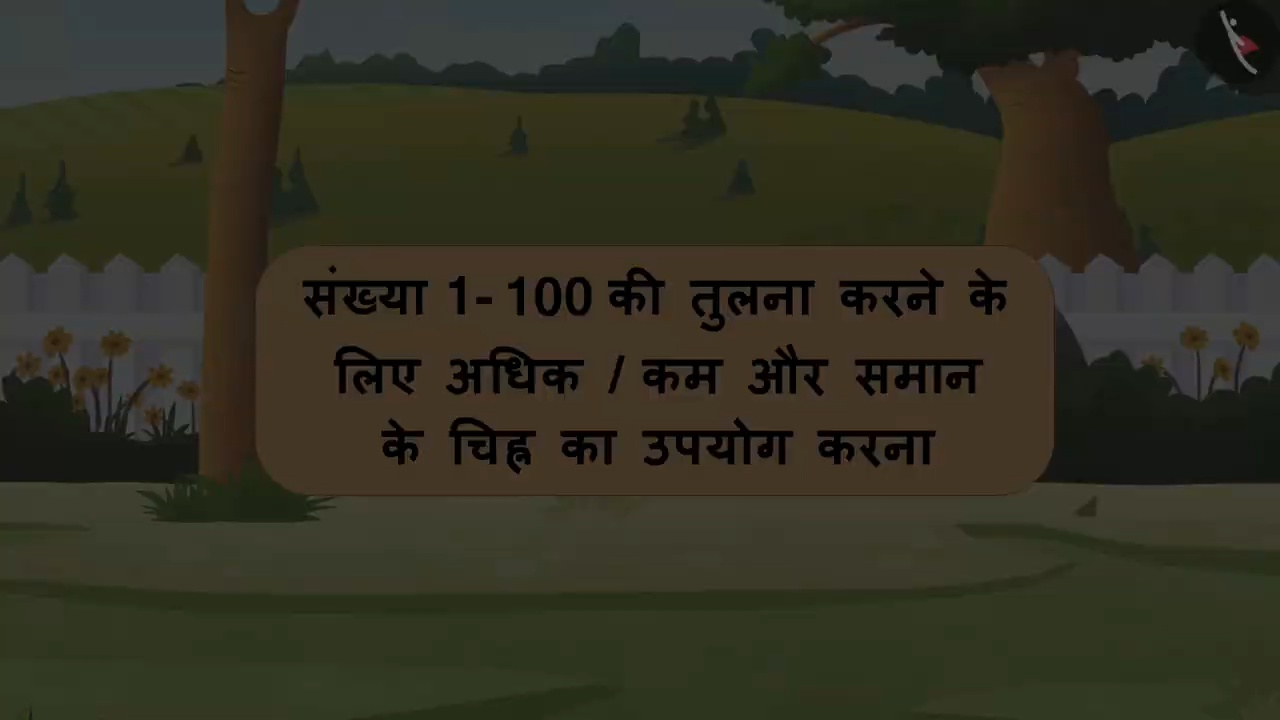 संख्या 1- 100 की तुलना करने के
लिए अधिक / कम और समान
के चिह्न का उपयोग करना